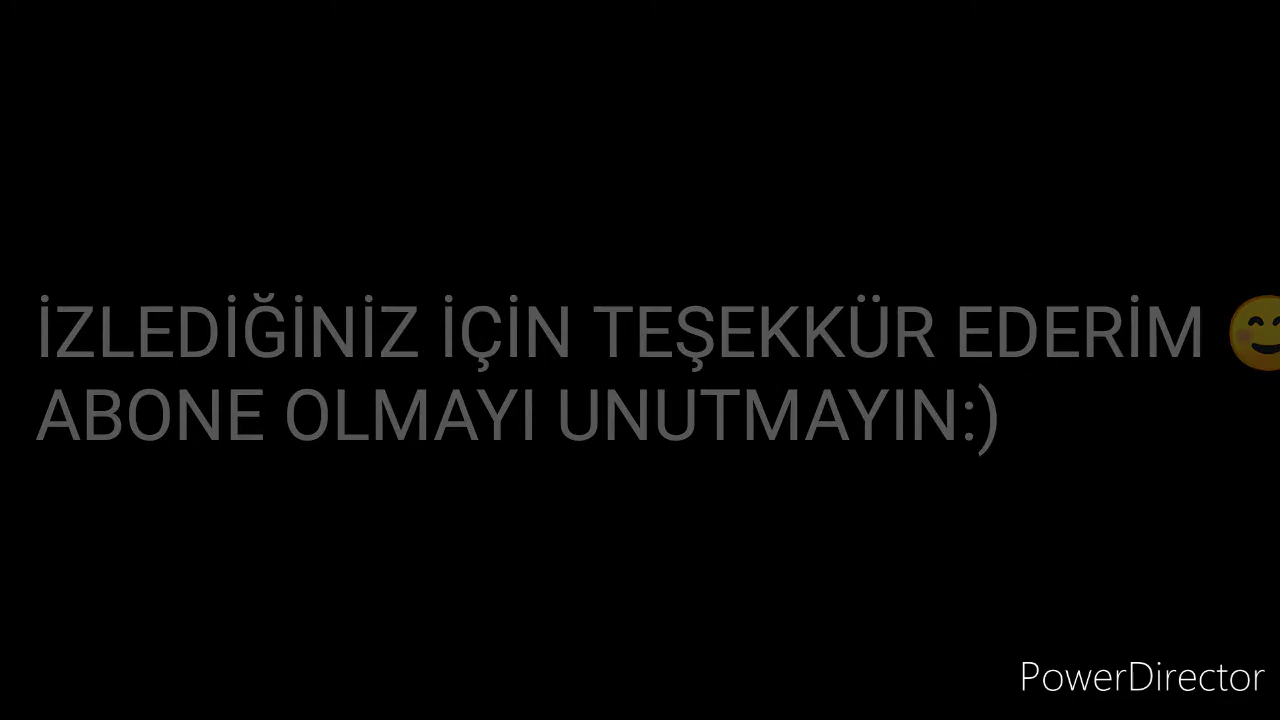 İZLEDİĞİNİZ İÇİN TEŞEKKÜR EDERİM 😊
ABONE OLMAYI UNUTMAYIN:)
PowerDirector